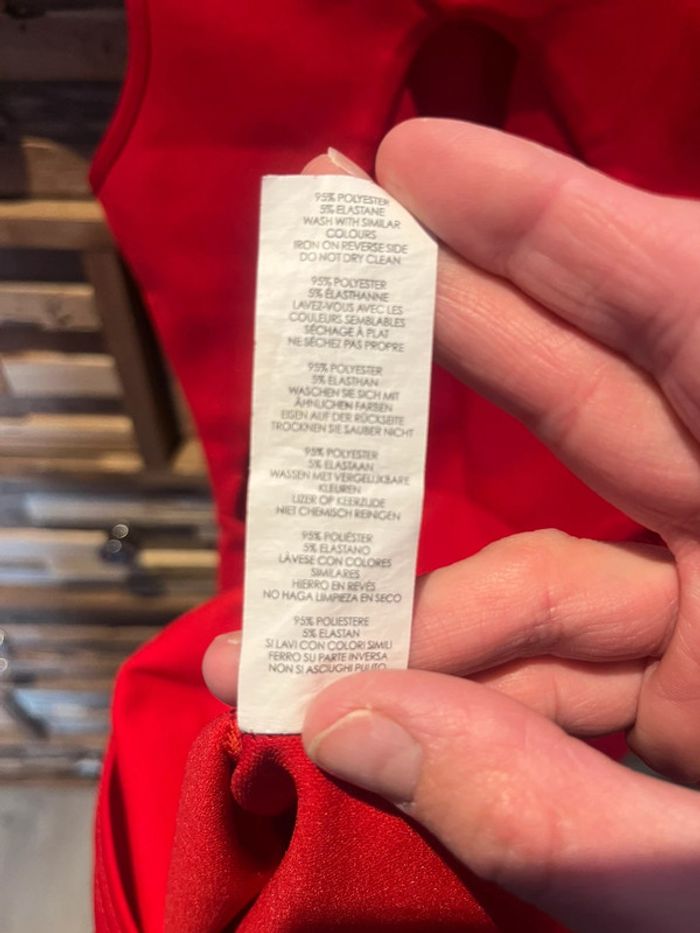 95% POLYESTER
5% ELASTANE
WASH WITH SIMILAR
COLOURS
IRON ON REVERSE SIDE
DO NOT DRY CLEAN
95% POLYESTER
5% ÉLASTHANNE
LAVEZ-VOUS AVEC LES
COULEURS SEMBLABLES
SÉCHAGE À PLAT
NE SÉCHEZ PAS PROPRE
95% POLYESTER
5% ELASTHAN
WASCHEN SIE SICH MIT
ÄHNLICHEN FARBEN
EISEN AUF DER RÜCKSEITE
TROCKNEN SIE SAUBER NICHT
95% POLYESTER
5% ELASTAAN
WASSEN MET VERGELIJKBARE
KLEUREN
IJZER OP KEERZIJDE
NIET CHEMISCH REINIGEN
95% POLIÉSTER
5% ELASTANO
LÁVESE CON COLORES
SIMILARES
HIERRO EN REVÉS
NO HAGA LIMPIEZA EN SECO
95% POLIESTERE
5% ELASTAN
SI LAVI CON COLORI SIMILI
FERRO SU PARTE INVERSA
NON SI ASCIUGHI PULITO